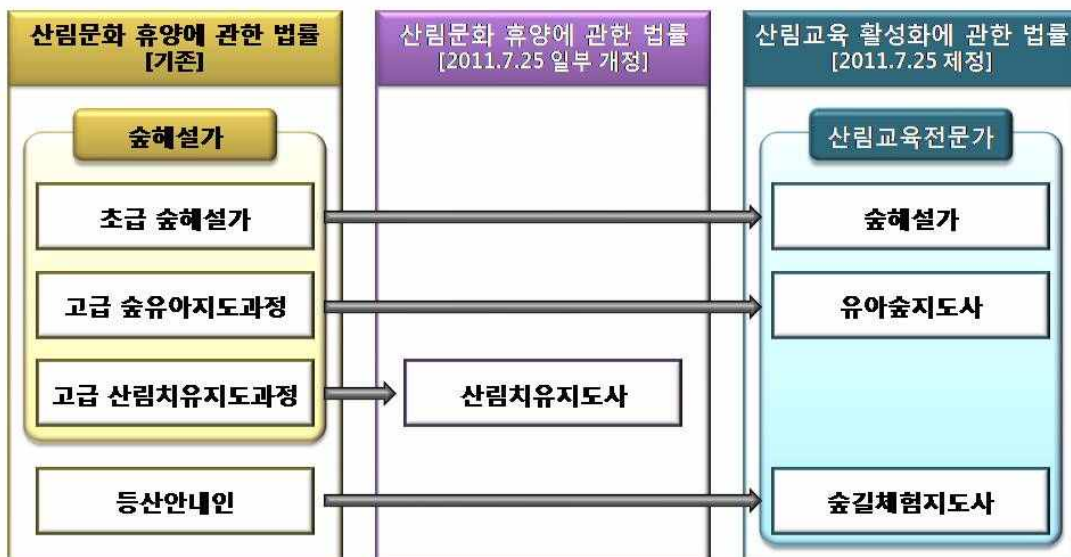 산림문화 휴양에 관한 법률
[기존]
숲해설가
초급 숲해설가
고급 숲유아지도과정
고급 산림치유지도과정
등산안내인
산림문화 휴양에 관한 법률
[2011.7.25 일부 개정]
산림치유지도사
산림교육 활성화에 관한 법률
[2011.7.25 제정]
산림교육전문가
숲해설가
유아숲지도사
숲길체험지도사